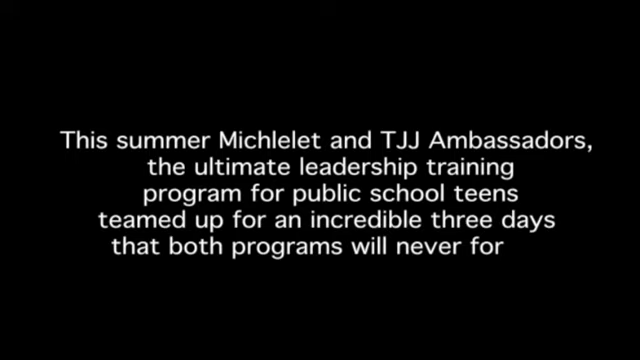 This summer Michlelet and TJJ Ambassadors,
the ultimate leadership training
program for public school teens
teamed up for an incredible three days
that both programs will never for